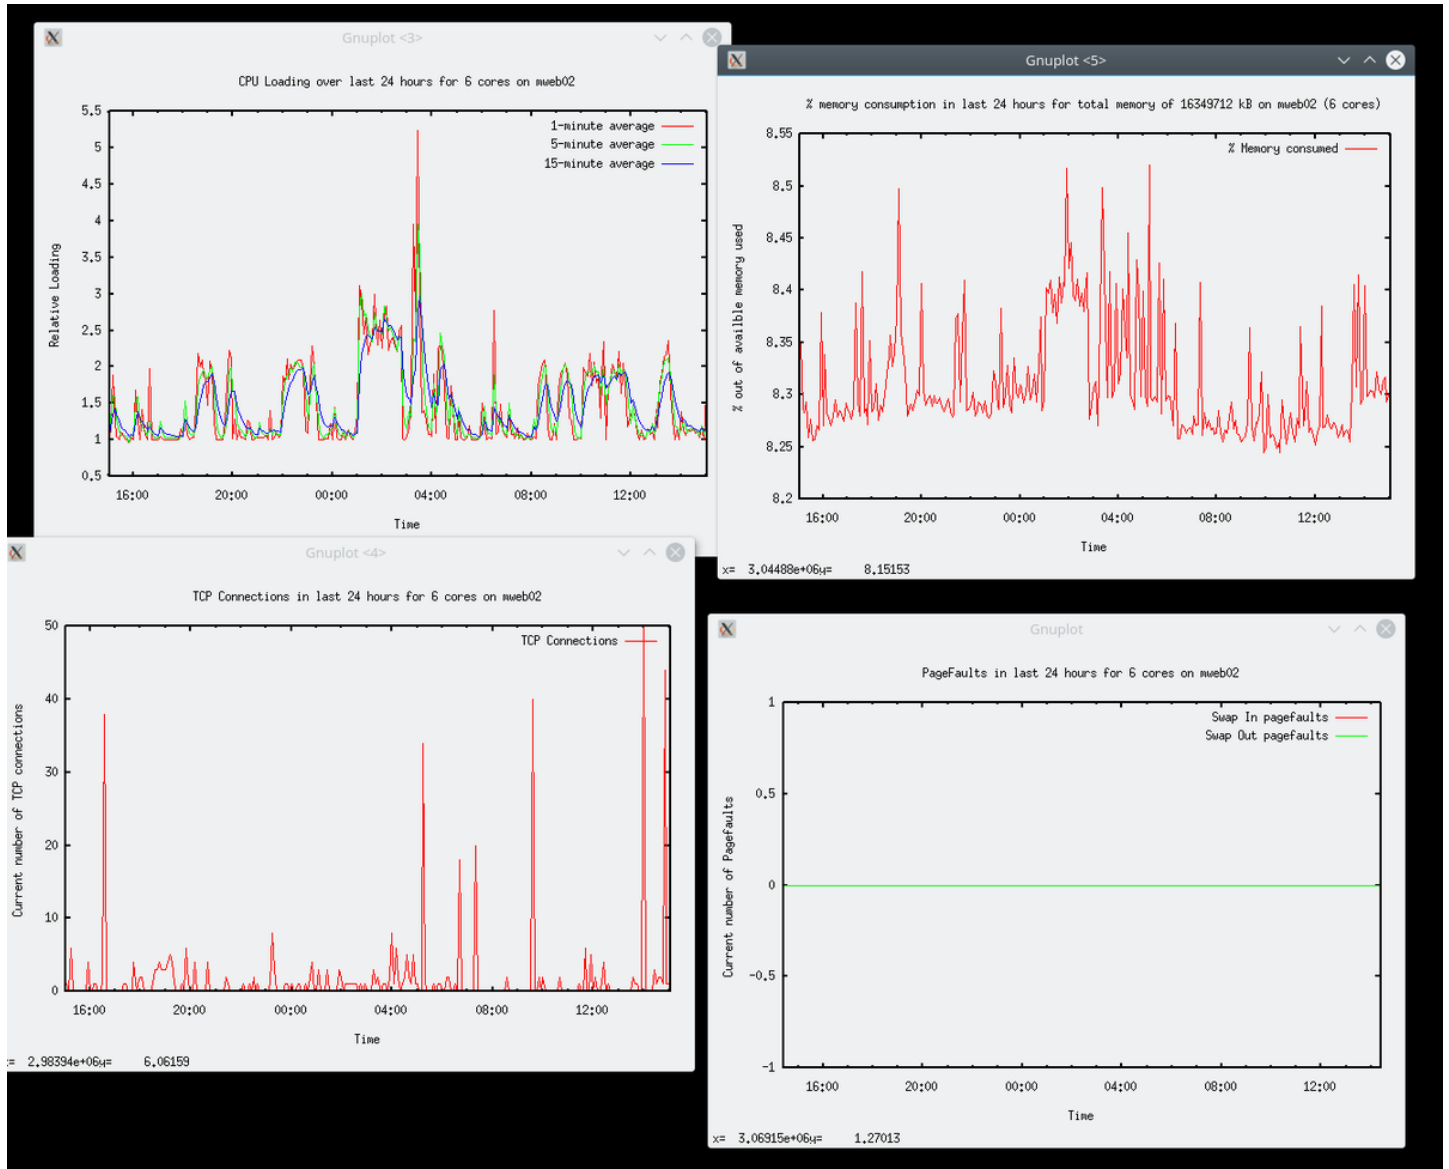 Gnuplot <3>
CPU Loading over last 24 hours for 6 cores on mweb02
5.5
5
4.5
4
3.5
3
2.5
2
1.5
1
0.5
Relative Loading
1-minute average
5-minute average
15-minute average
16:00 20:00 00:00 04:00 08:00 12:00
Time
Gnuplot <5>
% memory consumption in last 24 hours for total memory of 16349712 kB on mweb02 (6 cores)
8.55
8.5
8.45
8.4
8.35
8.3
8.25
8.2
% out of availble memory used
% Memory consumed
16:00 20:00 00:00 04:00 08:00 12:00
Time
x= 3.04488e+06y= 8.15153
Gnuplot <4>
TCP Connections in last 24 hours for 6 cores on mweb02
50
40
30
20
10
0
Current number of TCP connections
TCP Connections
16:00 20:00 00:00 04:00 08:00 12:00
Time
= 2.98394e+06y= 6.06159
Gnuplot
PageFaults in last 24 hours for 6 cores on mweb02
1
0.5
0
-0.5
-1
Current number of Pagefaults
Swap In pagefaults
Swap Out pagefaults
16:00 20:00 00:00 04:00 08:00 12:00
Time
x= 3.06915e+06y= 1.27013